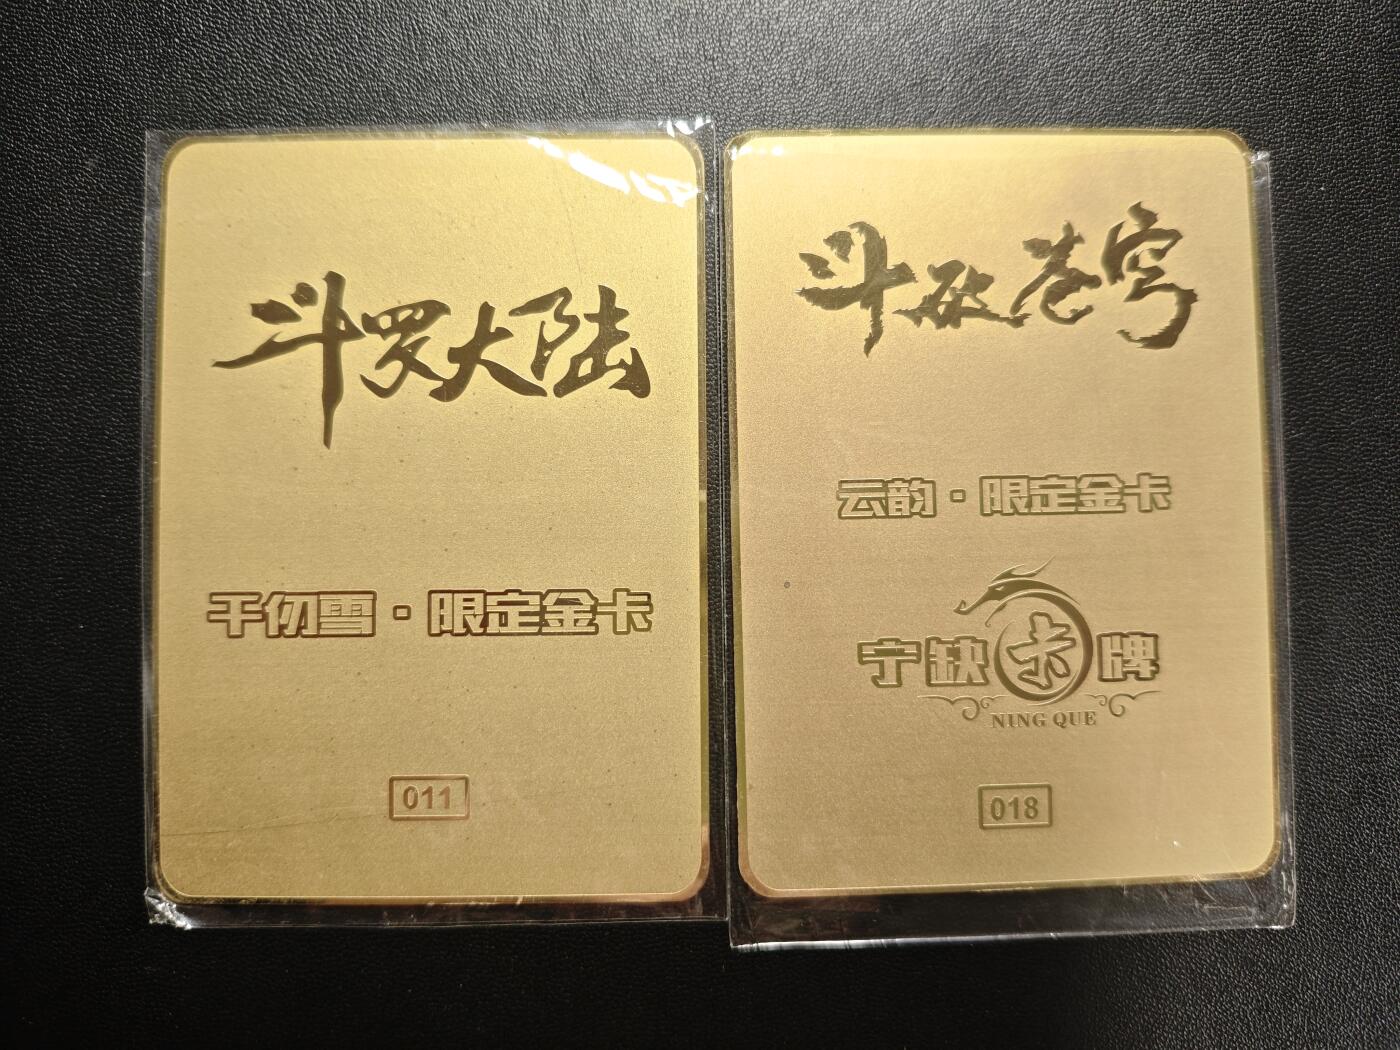 斗罗大陆
千仞雪·限定金卡
011
斗破苍穹
云韵·限定金卡
宁缺卡牌
NING QUE
018